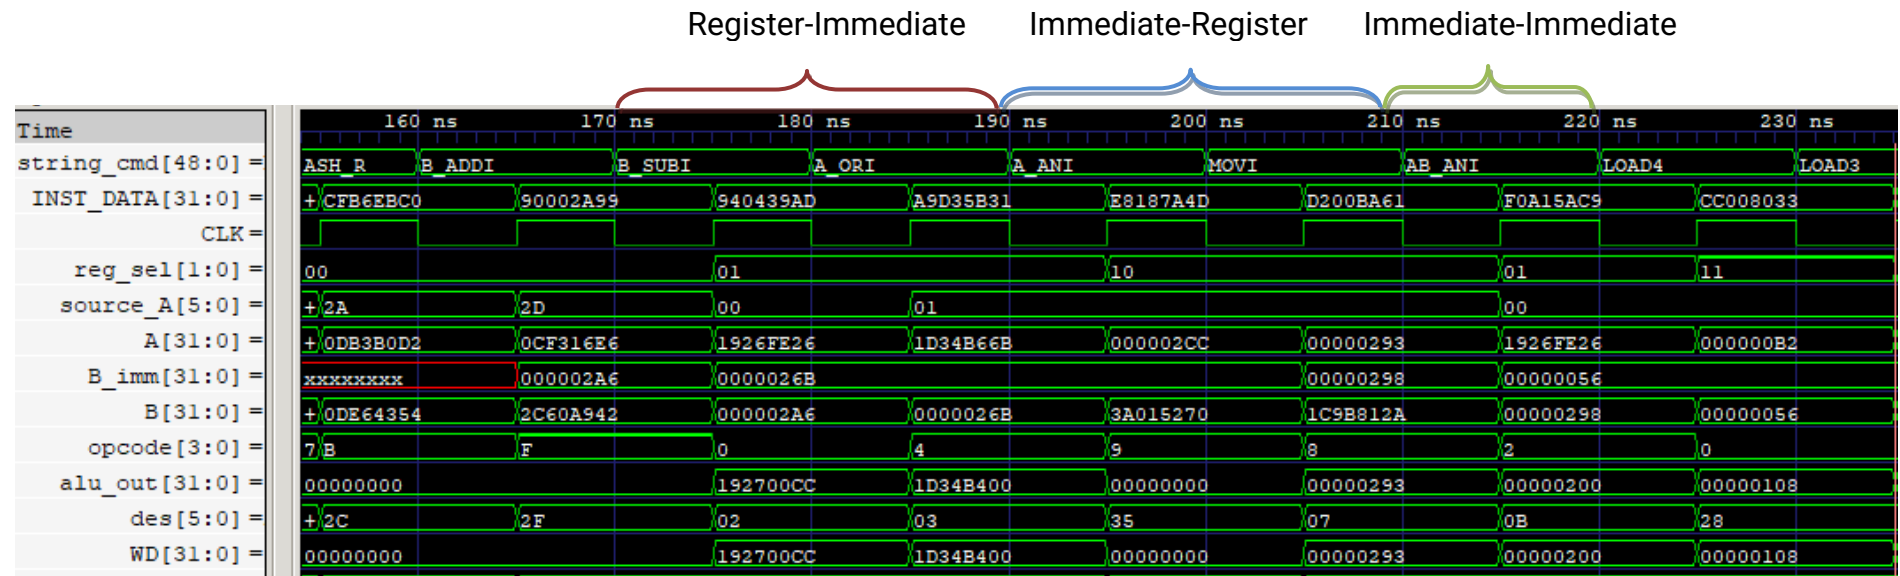 Register-Immediate Immediate-Register Immediate-Immediate
Time 160 ns 170 ns 180 ns 190 ns 200 ns 210 ns 220 ns 230 ns
string_cmd[48:0] = ASH_R B_ADDI B_SUBI A_ORI A_ANI MOVI AB_ANI LOAD4 LOAD3
INST_DATA[31:0] = + CFB6EBC0 90002A99 940439AD A9D35B31 E8187A4D D200BA61 F0A15AC9 CC008033
CLK =
reg_sel[1:0] = 00 01 10 01 11
source_A[5:0] = + 2A 2D 00 01 00
A[31:0] = + 0DB3B0D2 0CF316E6 1926FE26 1D34B66B 000002CC 00000293 1926FE26 000000B2
B_imm[31:0] = xxxxxxxx 000002A6 0000026B 00000298 00000056
B[31:0] = + 0DE64354 2C60A942 000002A6 0000026B 3A015270 1C9B812A 00000298 00000056
opcode[3:0] = 7 B F 0 4 9 8 2 0
alu_out[31:0] = 00000000 192700CC 1D34B400 00000000 00000293 00000200 00000108
des[5:0] = + 2C 2F 02 03 35 07 0B 28
WD[31:0] = 00000000 192700CC 1D34B400 00000000 00000293 00000200 00000108